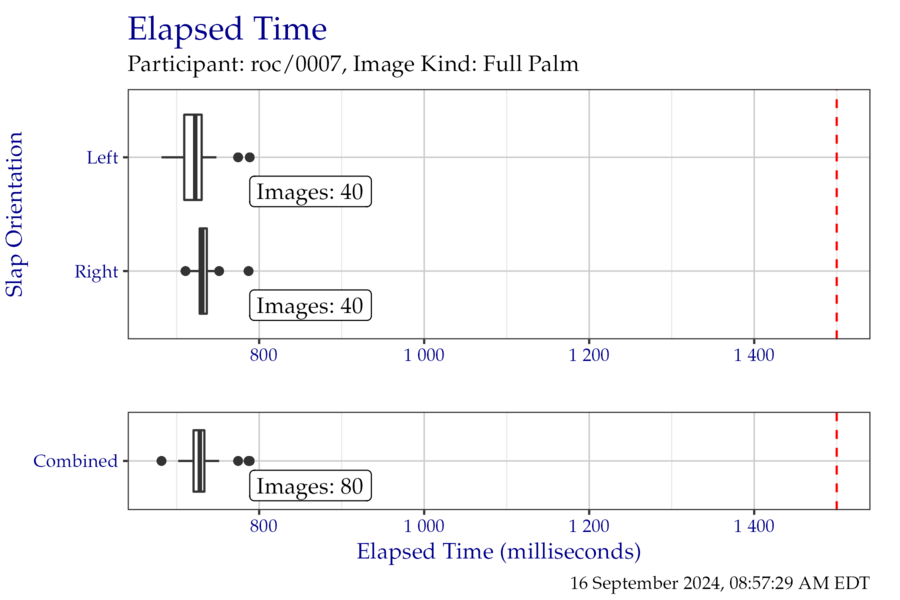 Elapsed Time
Participant: roc/0007, Image Kind: Full Palm
Slap Orientation
Left
Images: 40
Right
Images: 40
800 1 000 1 200 1 400
Combined
Images: 80
800 1 000 1 200 1 400
Elapsed Time (milliseconds)
16 September 2024, 08:57:29 AM EDT